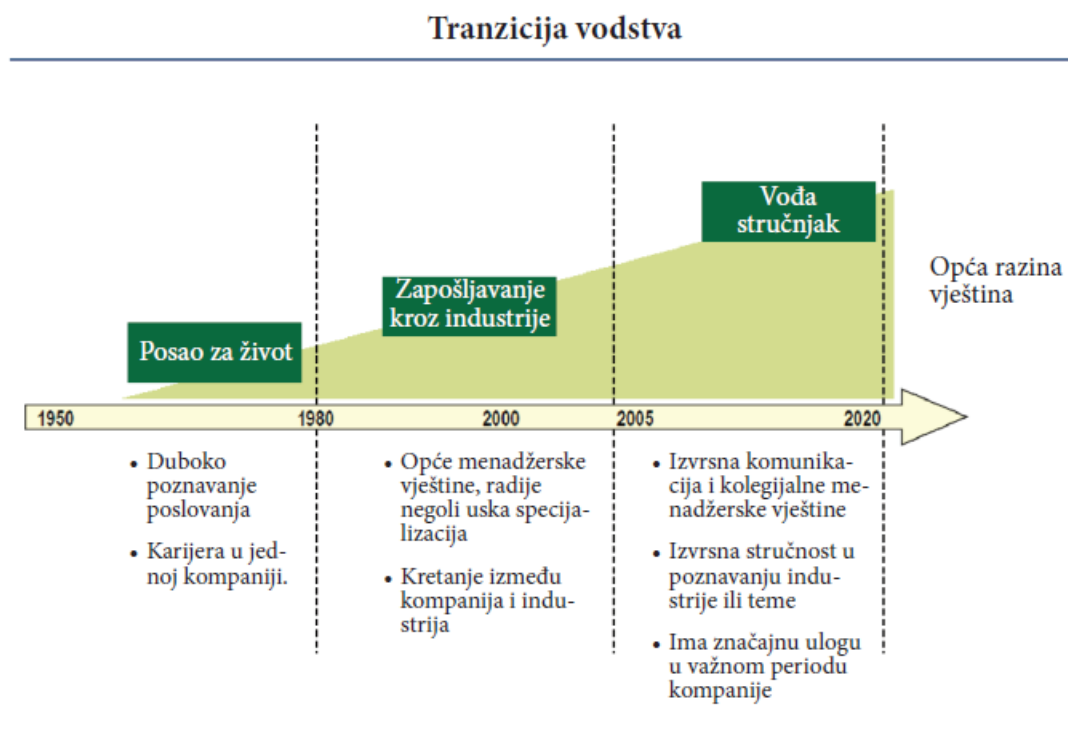 Tranzicija vodstva
Vođa
stručnjak
Opća razina
vještina
Zapošljavanje
kroz industrije
Posao za život
1950
1980
2000
2005
2020
• Duboko
poznavanje
poslovanja
• Karijera u jed-
noj kompaniji.
• Opće menadžerske
vještine, radije
negoli uska specija-
lizacija
• Kretanje između
kompanija i indu-
strija
• Izvrsna komunika-
cija i kolegijalne me-
nadžerske vještine
• Izvrsna stručnost u
poznavanju indu-
strije ili teme
• Ima značajnu ulogu
u važnom periodu
kompanije